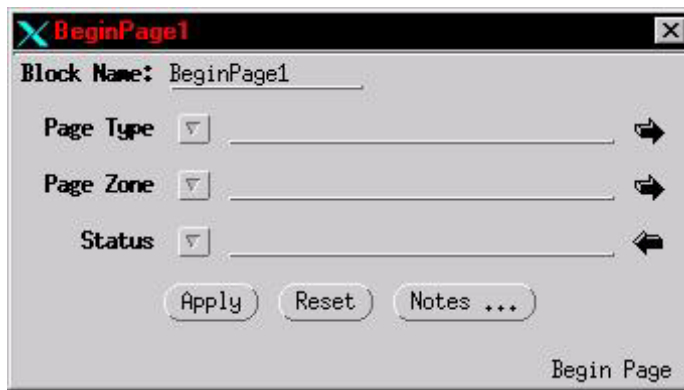 BeginPage1
Block Name: BeginPage1
Page Type
Page Zone
Status
Apply Reset Notes ...
Begin Page